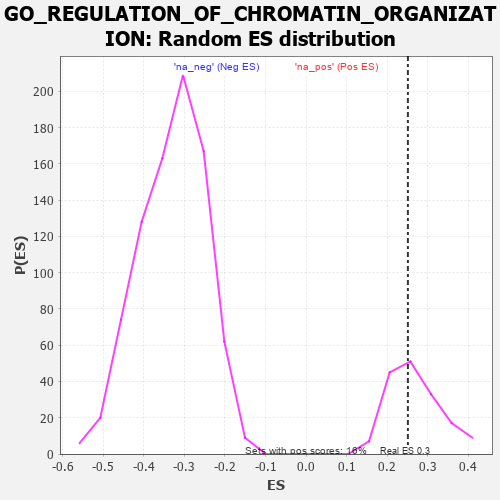 GO_REGULATION_OF_CHROMATIN_ORGANIZAT
ION: Random ES distribution
'na_neg' (Neg ES)
'na_pos' (Pos ES)
200
180
160
140
120
100
80
60
40
20
0
P(ES)
Sets with pos scores: 16%
Real ES 0.3
-0.6 -0.5 -0.4 -0.3 -0.2 -0.1 0.0 0.1 0.2 0.3 0.4
ES